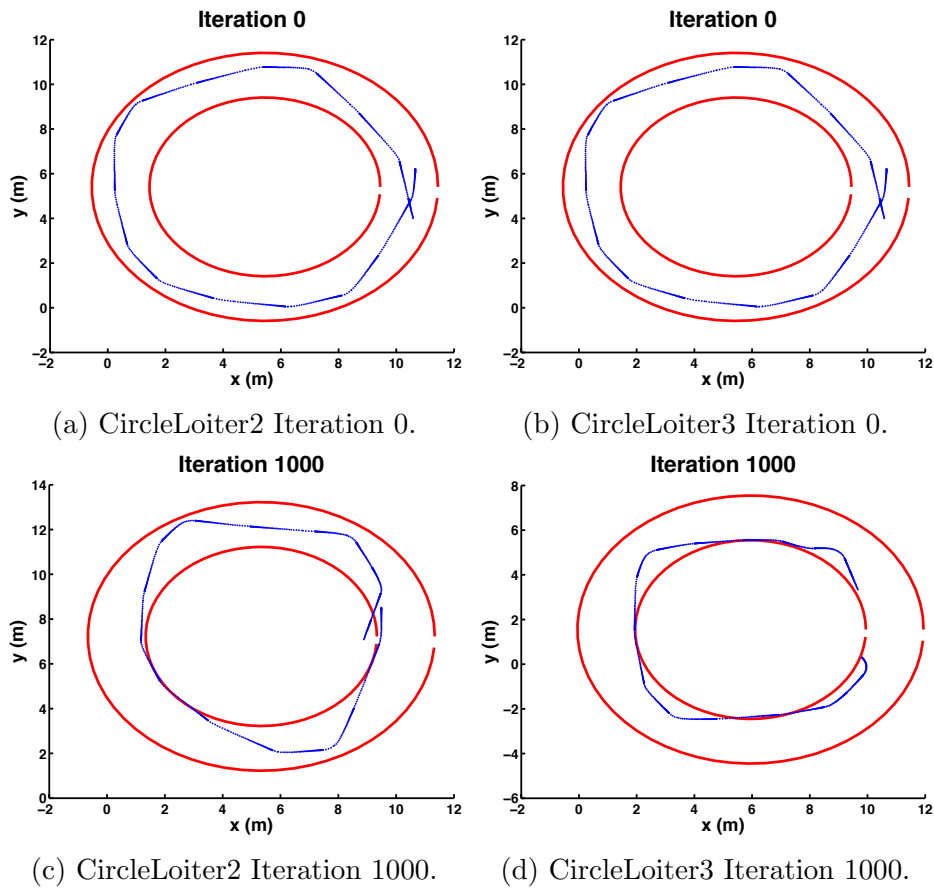 Iteration 0
12
10
8
6
4
2
0
−2
y (m)
−2 0 2 4 6 8 10 12
x (m)
(a) CircleLoiter2 Iteration 0.
Iteration 0
12
10
8
6
4
2
0
−2
y (m)
−2 0 2 4 6 8 10 12
x (m)
(b) CircleLoiter3 Iteration 0.
Iteration 1000
14
12
10
8
6
4
2
0
y (m)
−2 0 2 4 6 8 10 12
x (m)
(c) CircleLoiter2 Iteration 1000.
Iteration 1000
8
6
4
2
0
−2
−4
−6
y (m)
−2 0 2 4 6 8 10 12
x (m)
(d) CircleLoiter3 Iteration 1000.